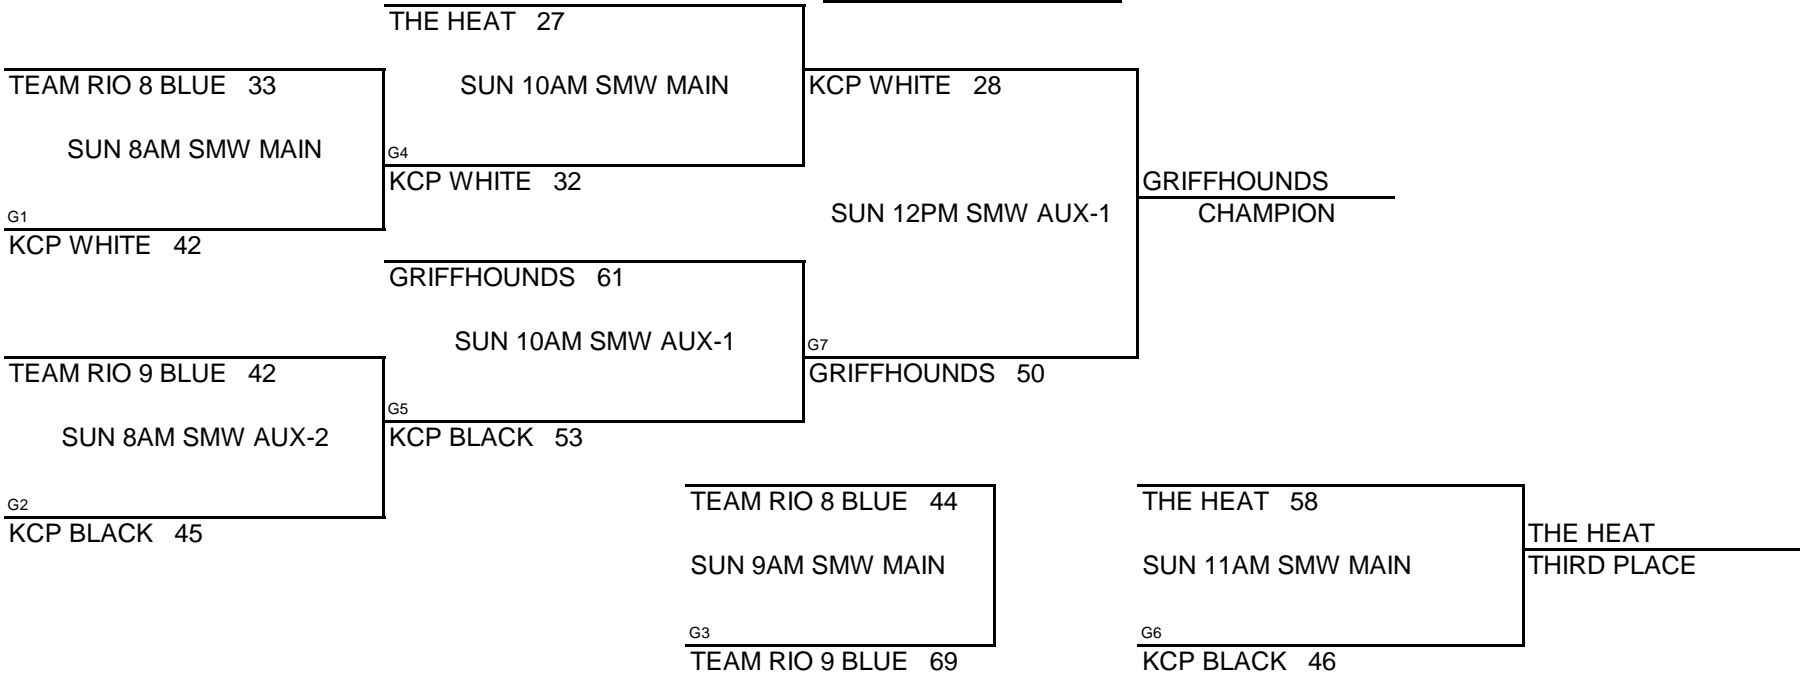 THE HEAT 27
TEAM RIO 8 BLUE 33
SUN 10AM SMW MAIN
KCP WHITE 28
SUN 8AM SMW MAIN
G4
KCP WHITE 32
GRIFFHOUNDS
G1
SUN 12PM SMW AUX-1
CHAMPION
KCP WHITE 42
GRIFFHOUNDS 61
SUN 10AM SMW AUX-1
G7
TEAM RIO 9 BLUE 42
GRIFFHOUNDS 50
G5
SUN 8AM SMW AUX-2
KCP BLACK 53
G2
TEAM RIO 8 BLUE 44
THE HEAT 58
KCP BLACK 45
THE HEAT
SUN 9AM SMW MAIN
SUN 11AM SMW MAIN
THIRD PLACE
G3
G6
TEAM RIO 9 BLUE 69
KCP BLACK 46